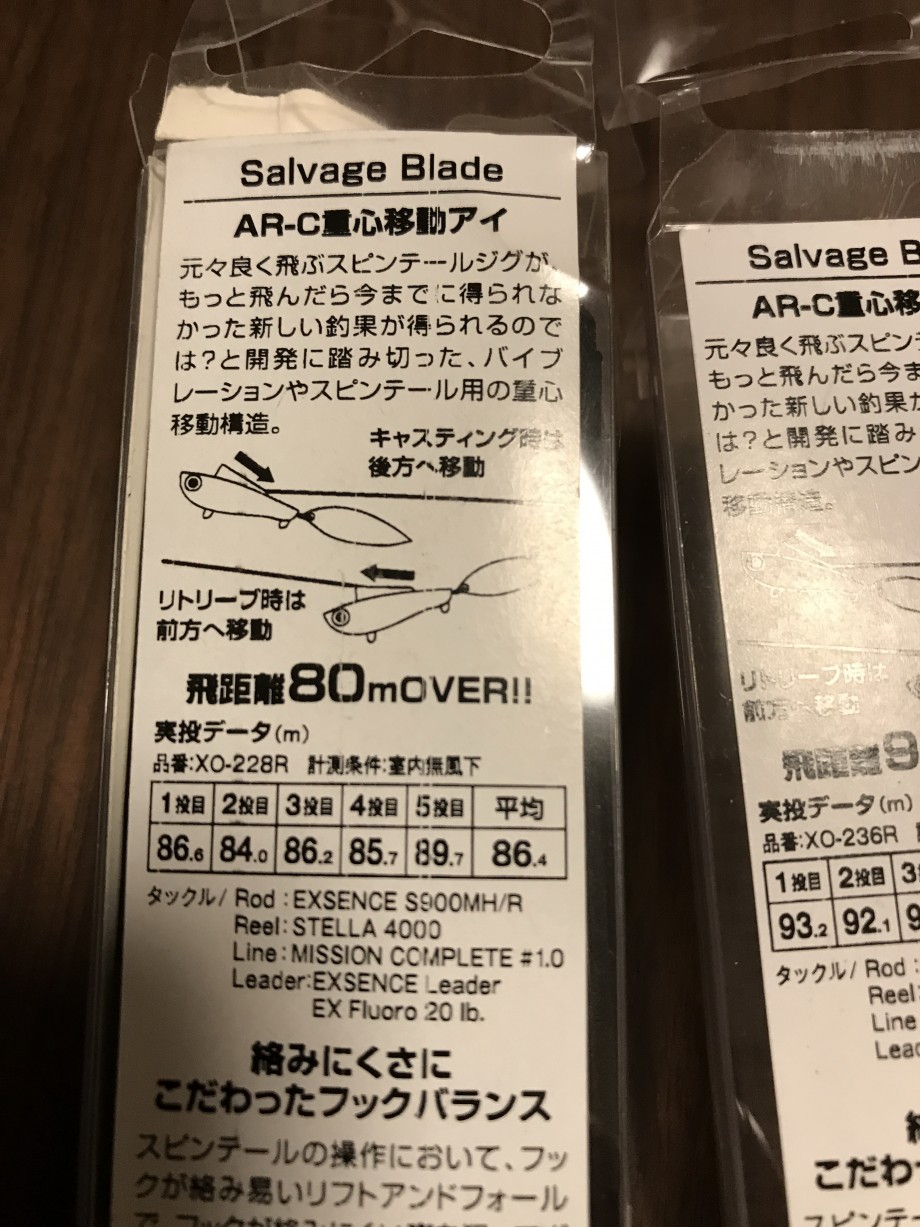 Salvage Blade
AR-C重心移動アイ
元々良く飛ぶスピンテールジグが、
もっと飛んだら今までに得られな
かった新しい釣果が得られるので
は?と開発に踏み切った、バイブ
レーションやスピンテール用の重心
移動構造。
キャスティング時は
後方へ移動
リトリーブ時は
前方へ移動
飛距離80mOVER!!
実投データ(m)
品番:XO-228R 計測条件:室内無風下
1投目 2投目 3投目 4投目 5投目 平均
86.6 84.0 86.2 85.7 89.7 86.4
タックル/ Rod:EXSENCE S900MH/R
Reel:STELLA 4000
Line:MISSION COMPLETE #1.0
Leader:EXSENCE Leader
EX Fluoro 20 lb.
絡みにくさに
こだわったフックバランス
スピンテールの操作において、フッ
クが絡み易いリフトアンドフォール
Salvage B
AR-C重心移
元々良く飛ぶスピンテ
もっと飛んだら今ま
かった新しい釣果が
は?と開発に踏み
レーションやスピン
移動構造。
リトリーブ時は
前方へ移動
飛距離9
実投データ(m)
品番:XO-236R
1投目 2投目 3
93.2 92.1 9
タックル/ Rod:
Reel:
Line
Lead
こだわっ
スピンテー